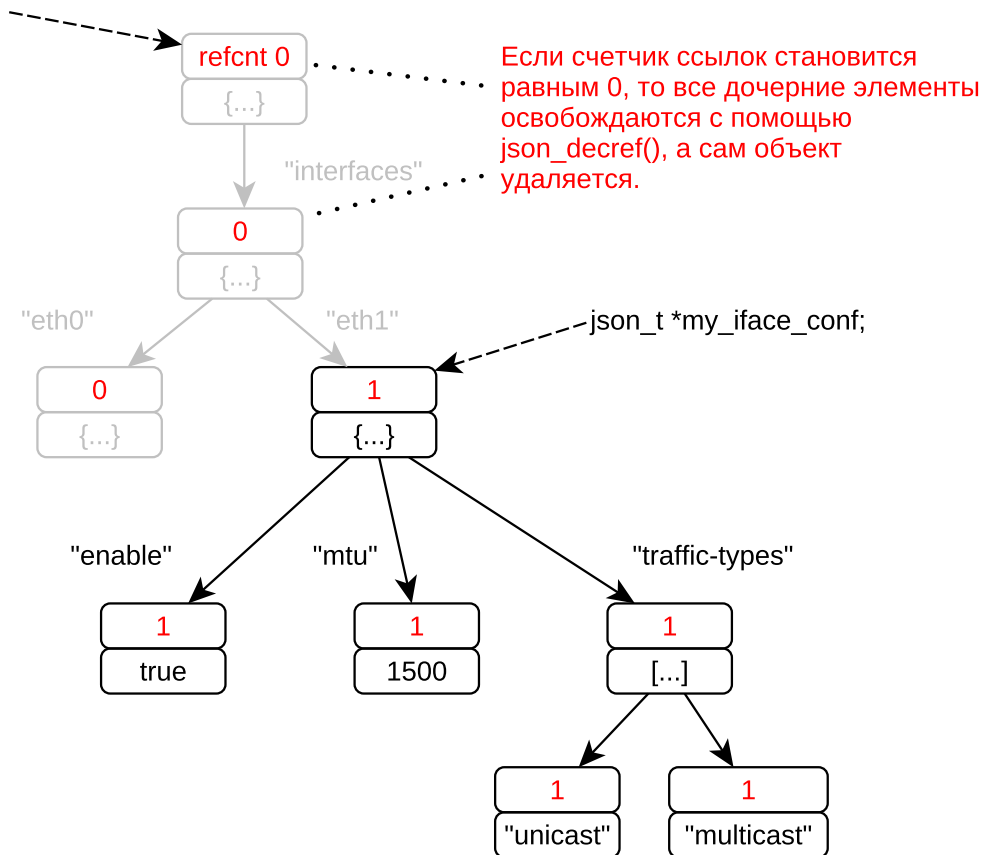 refcnt 0
{...}
Если счетчик ссылок становится
равным 0, то все дочерние элементы
освобождаются с помощью
json_decref(), а сам объект
удаляется.
"interfaces"
0
{...}
"eth0"
"eth1"
json_t *my_iface_conf;
0
{...}
1
{...}
"enable"
"mtu"
"traffic-types"
1
true
1
1500
1
[...]
1
"unicast"
1
"multicast"